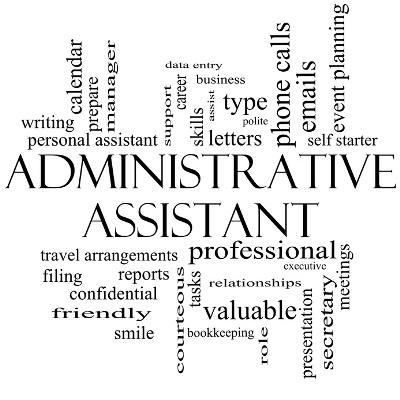 data entry
business
calendar
prepare
manager
support
career
skills
assist
type
polite
phone calls
emails
event planning
writing
personal assistant
letters
self starter
ADMINISTRATIVE
ASSISTANT
travel arrangements
professional
executive
meetings
filing
reports
confidential
courteous
tasks
relationships
friendly
valuable
presentation
secretary
smile
bookkeeping
role